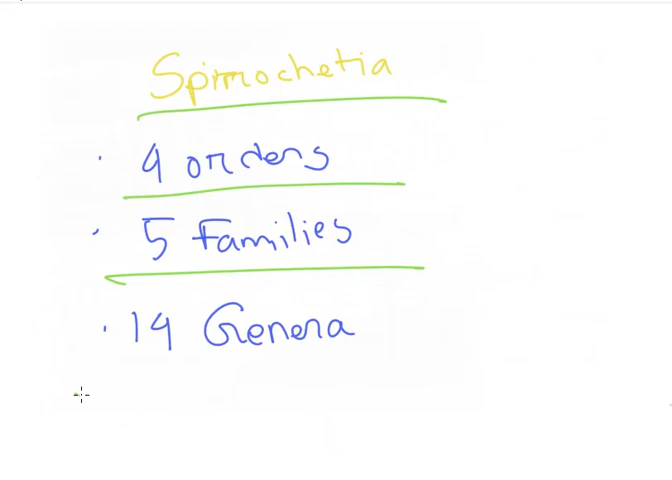 Spirochetia
· 4 orders
· 5 Families
· 14 Genera